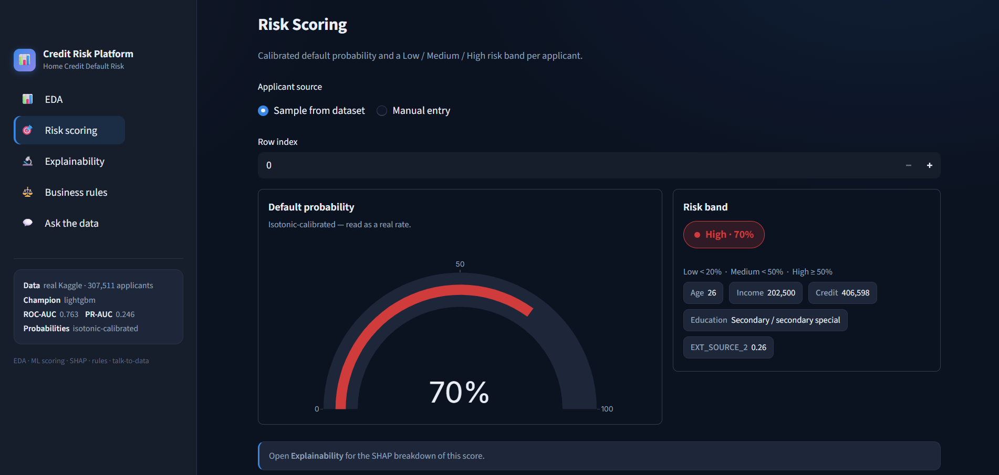 Credit Risk Platform
Home Credit Default Risk
EDA
Risk scoring
Explainability
Business rules
Ask the data
Data real Kaggle · 307,511 applicants
Champion lightgbm
ROC-AUC 0.763 PR-AUC 0.246
Probabilities isotonic-calibrated
EDA · ML scoring · SHAP · rules · talk-to-data
Risk Scoring
Calibrated default probability and a Low / Medium / High risk band per applicant.
Applicant source
Sample from dataset Manual entry
Row index
0
Default probability
Isotonic-calibrated — read as a real rate.
50
70%
0
100
Risk band
High · 70%
Low < 20% · Medium < 50% · High ≥ 50%
Age 26 Income 202,500 Credit 406,598
Education Secondary / secondary special
EXT_SOURCE_2 0.26
Open Explainability for the SHAP breakdown of this score.